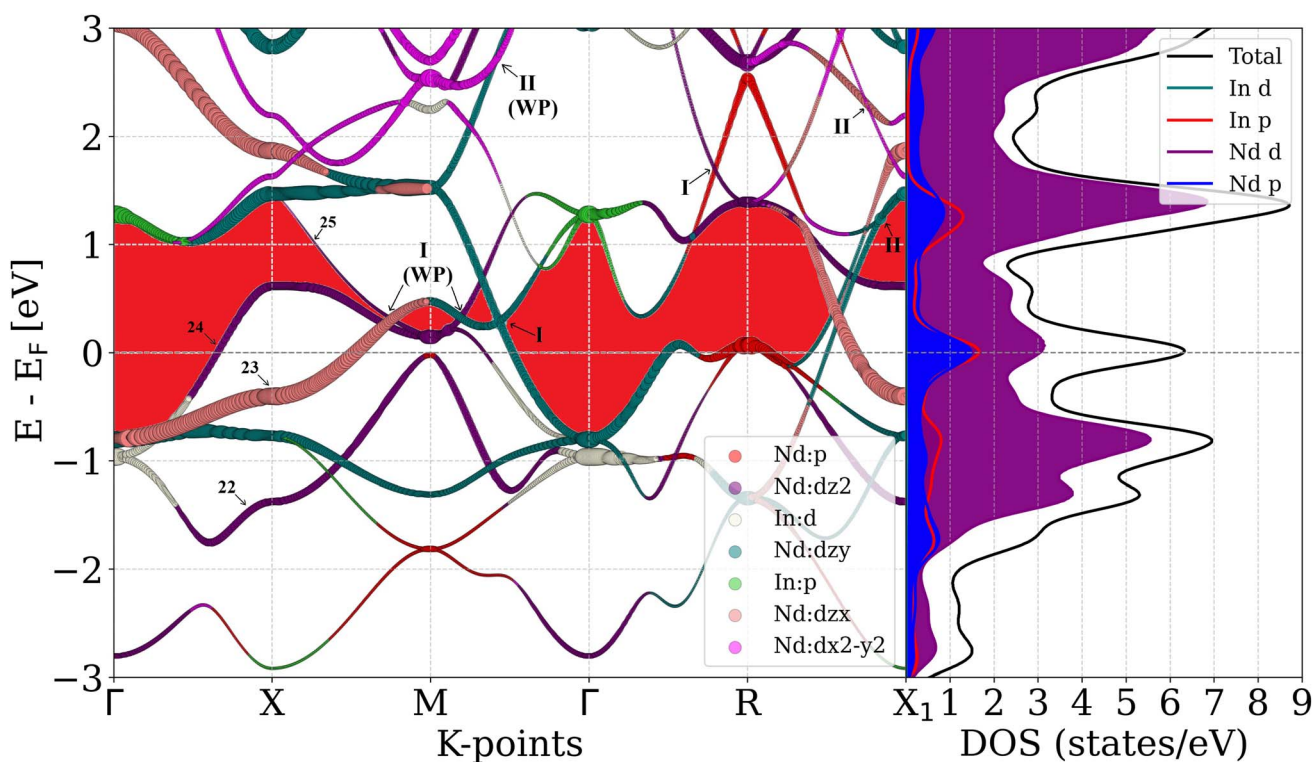 3
2
1
0
−1
−2
−3
E - E_F [eV]
Γ
X
M
Γ
R
X
K-points
25
24
23
22
I
(WP)
II
(WP)
I
I
II
II
Nd:p
Nd:dz2
In:d
Nd:dzy
In:p
Nd:dzx
Nd:dx2-y2
Total
In d
In p
Nd d
Nd p
1 2 3 4 5 6 7 8 9
DOS (states/eV)